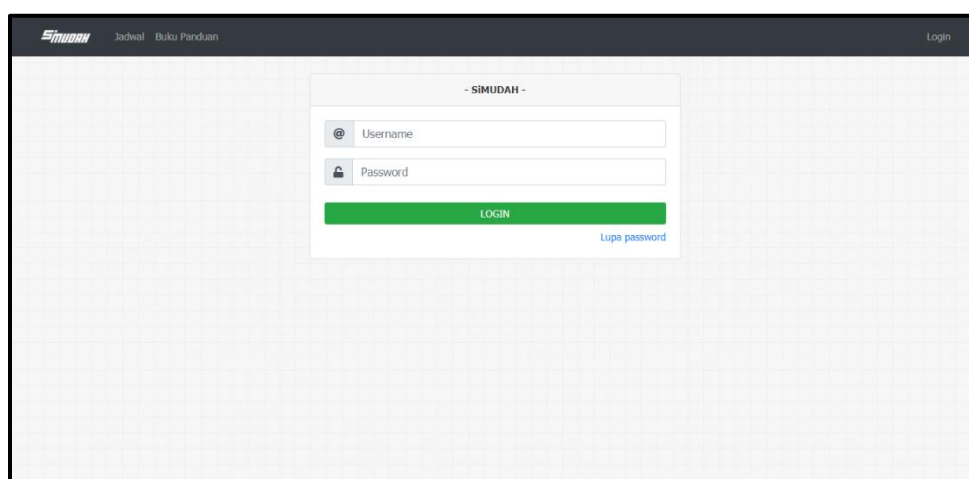 SiMUDAH Jadwal Buku Panduan Login
- SiMUDAH -
@ Username
Password
LOGIN
Lupa password